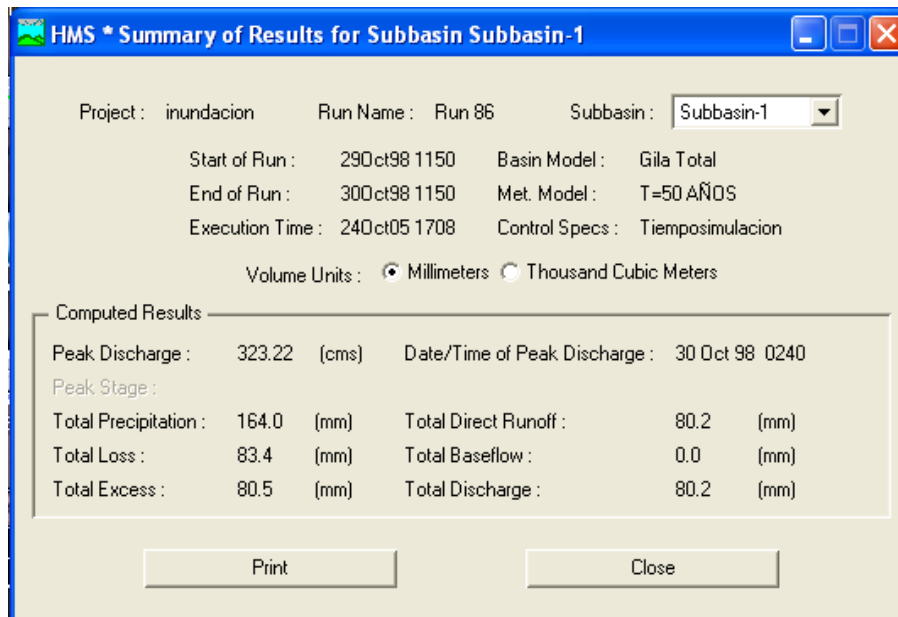 HMS * Summary of Results for Subbasin Subbasin-1
Project : inundacion Run Name : Run 86 Subbasin : Subbasin-1
Start of Run : 29Oct98 1150 Basin Model : Gila Total
End of Run : 30Oct98 1150 Met. Model : T=50 AÑOS
Execution Time : 24Oct05 1708 Control Specs : Tiemposimulacion
Volume Units : Millimeters Thousand Cubic Meters
Computed Results
Peak Discharge : 323.22 (cms) Date/Time of Peak Discharge : 30 Oct 98 0240
Peak Stage :
Total Precipitation : 164.0 (mm) Total Direct Runoff : 80.2 (mm)
Total Loss : 83.4 (mm) Total Baseflow : 0.0 (mm)
Total Excess : 80.5 (mm) Total Discharge : 80.2 (mm)
Print Close